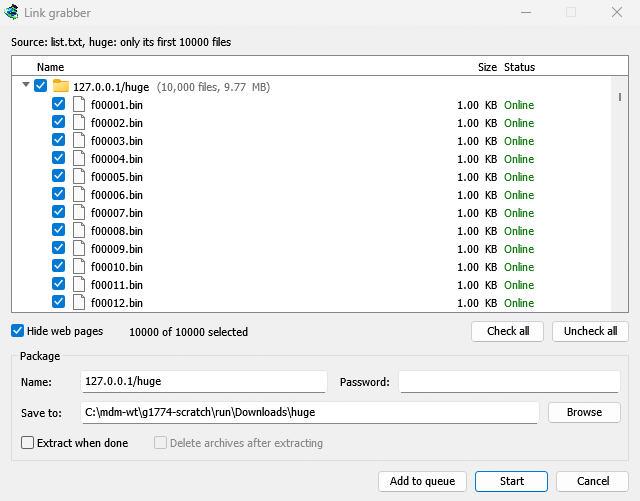 Link grabber
Source: list.txt, huge: only its first 10000 files
Name Size Status
127.0.0.1/huge (10,000 files, 9.77 MB)
f00001.bin 1.00 KB Online
f00002.bin 1.00 KB Online
f00003.bin 1.00 KB Online
f00004.bin 1.00 KB Online
f00005.bin 1.00 KB Online
f00006.bin 1.00 KB Online
f00007.bin 1.00 KB Online
f00008.bin 1.00 KB Online
f00009.bin 1.00 KB Online
f00010.bin 1.00 KB Online
f00011.bin 1.00 KB Online
f00012.bin 1.00 KB Online
Hide web pages 10000 of 10000 selected Check all Uncheck all
Package
Name: 127.0.0.1/huge Password:
Save to: C:\mdm-wt\g1774-scratch\run\Downloads\huge Browse
Extract when done Delete archives after extracting
Add to queue Start Cancel